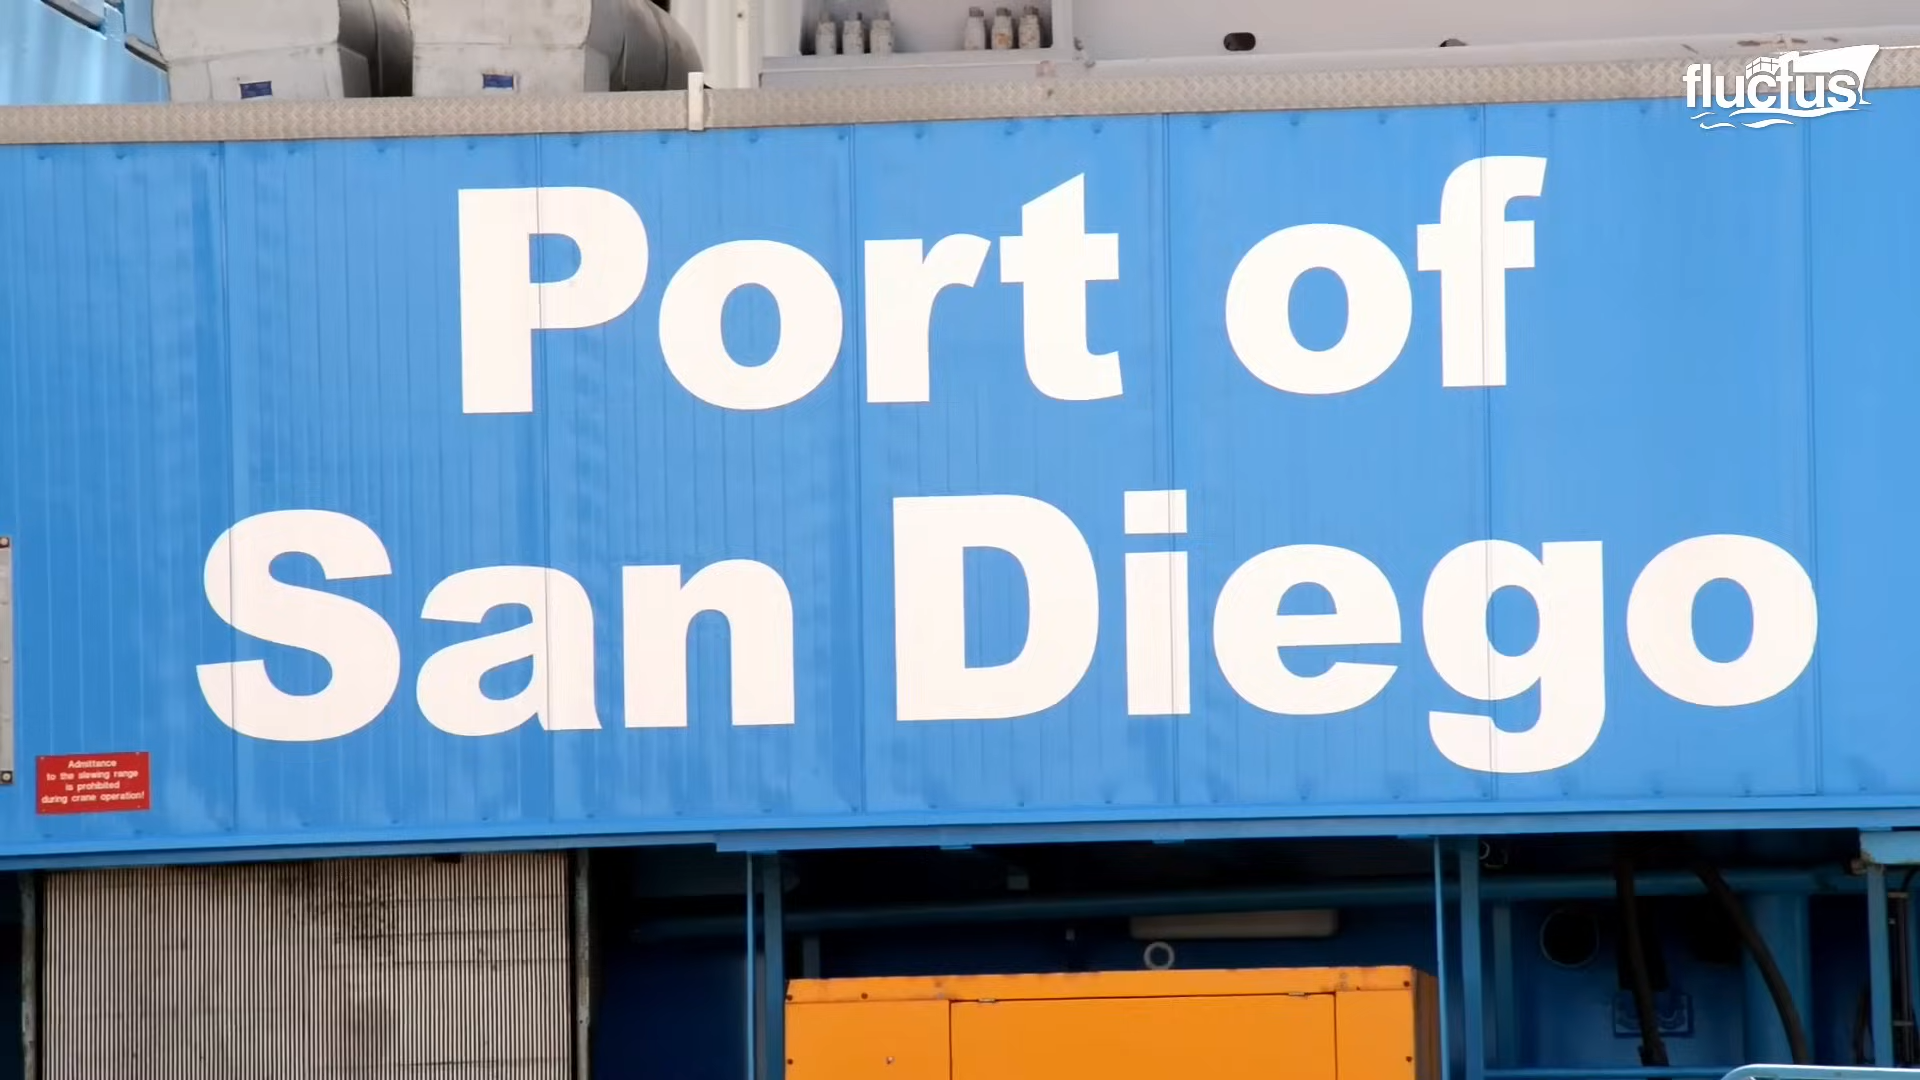 fluctus
Port of
San Diego
Admittance
to the slewing range
is prohibited
during crane operation!